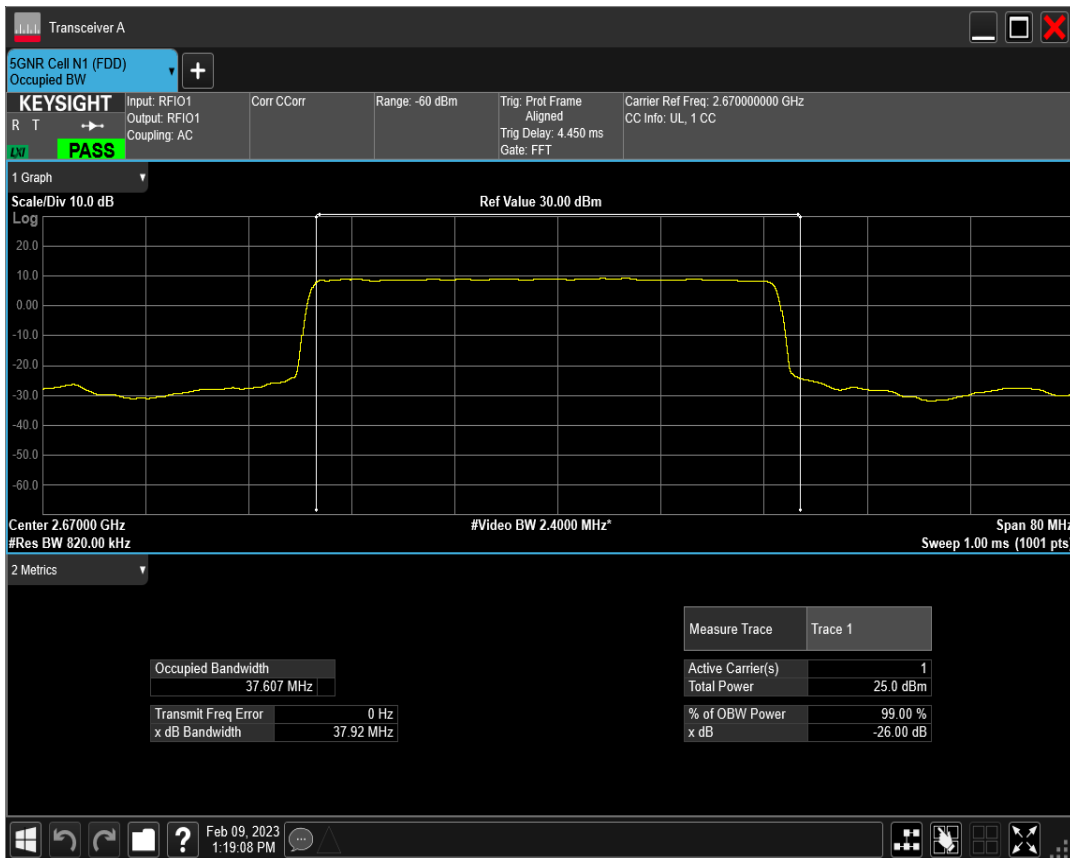 Transceiver A
5GNR Cell N1 (FDD)
Occupied BW
+
KEYSIGHT
R T
LXI
PASS
Input: RFIO1
Output: RFIO1
Coupling: AC
Corr CCorr
Range: -60 dBm
Trig: Prot Frame
Aligned
Trig Delay: 4.450 ms
Gate: FFT
Carrier Ref Freq: 2.670000000 GHz
CC Info: UL, 1 CC
1 Graph
Scale/Div 10.0 dB
Ref Value 30.00 dBm
Log
20.0
10.0
0.00
-10.0
-20.0
-30.0
-40.0
-50.0
-60.0
Center 2.67000 GHz
#Video BW 2.4000 MHz*
Span 80 MHz
#Res BW 820.00 kHz
Sweep 1.00 ms (1001 pts)
2 Metrics
Measure Trace Trace 1
Occupied Bandwidth
37.607 MHz
Active Carrier(s) 1
Total Power 25.0 dBm
Transmit Freq Error 0 Hz
x dB Bandwidth 37.92 MHz
% of OBW Power 99.00 %
x dB -26.00 dB
?
Feb 09, 2023
1:19:08 PM